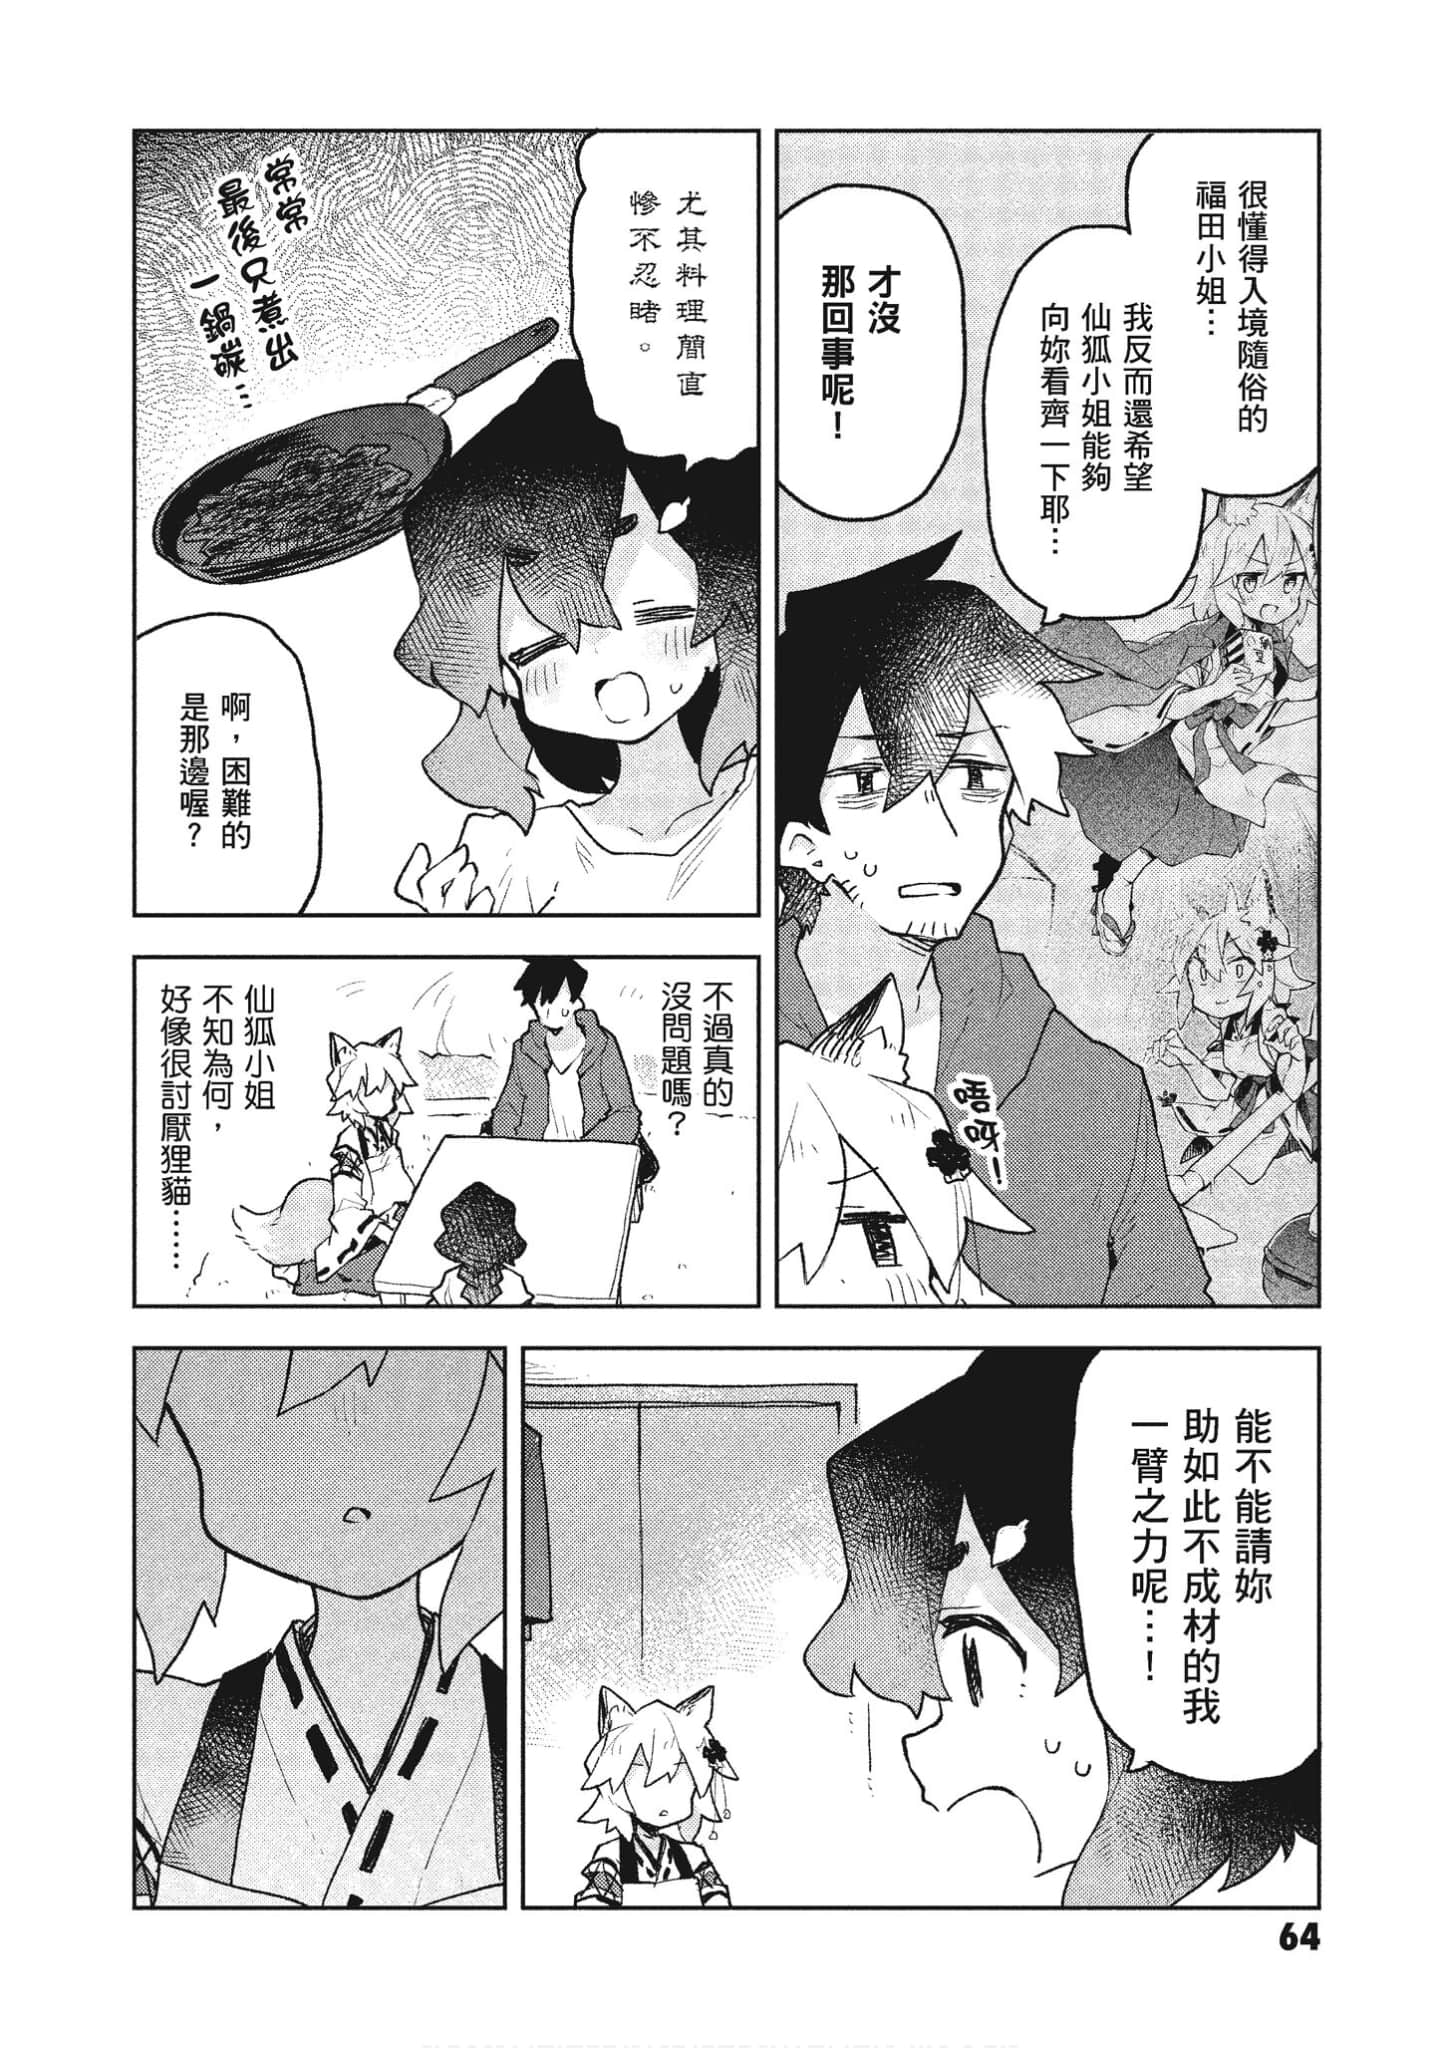 很懂得入境隨俗的
福田小姐…
我反而還希望
仙狐小姐能夠
向妳看齊一下耶…
才沒
那回事呢！
唔呀！
尤其料理簡直
慘不忍睹。
常常
最後只煮出
一鍋碳…
啊，困難的
是那邊喔？
不過真的
沒問題嗎？
仙狐小姐
不知為何，
好像很討厭狸貓……
能不能請妳
助如此不成材的我
一臂之力呢…！
64